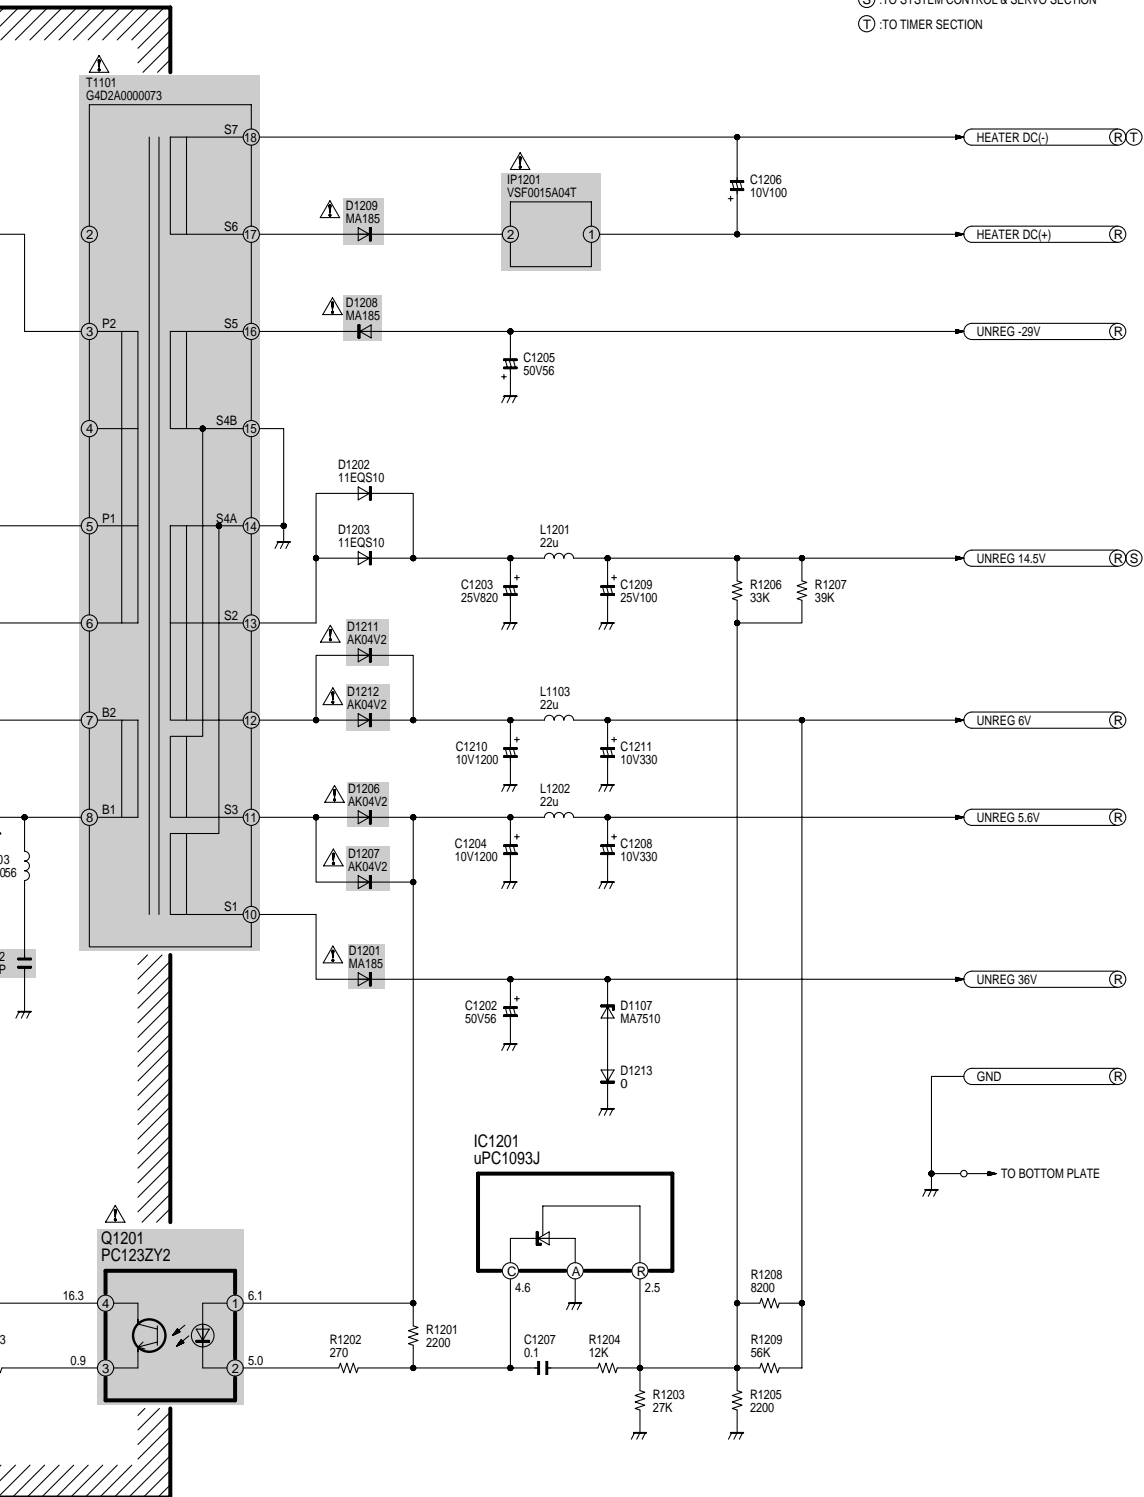 Ⓢ :TO SYSTEM CONTROL & SERVO SECTION
Ⓣ :TO TIMER SECTION
T1101
G4D2A0000073
S7 18
HEATER DC(-) Ⓡ Ⓣ
IP1201
VSF0015A04T
C1206
10V100
+
D1209
MA185
2
S6 17
2
1
HEATER DC(+) Ⓡ
D1208
MA185
3 P2
S5 16
UNREG -29V Ⓡ
C1205
50V56
+
4
S4B 15
D1202
11EQS10
5 P1
S4A 14
D1203
11EQS10
L1201
22u
UNREG 14.5V Ⓡ Ⓢ
C1203
25V820
+
C1209
25V100
+
R1206
33K
R1207
39K
6
S2 13
D1211
AK04V2
D1212
AK04V2
L1103
22u
7 B2
12
UNREG 6V Ⓡ
C1210
10V1200
+
C1211
10V330
+
D1206
AK04V2
L1202
22u
8 B1
S3 11
UNREG 5.6V Ⓡ
C1204
10V1200
+
C1208
10V330
+
D1207
AK04V2
03
056
S1 10
2
P
D1201
MA185
UNREG 36V Ⓡ
C1202
50V56
+
D1107
MA7510
D1213
0
GND Ⓡ
IC1201
uPC1093J
TO BOTTOM PLATE
Q1201
PC123ZY2
C
A
R
4.6
2.5
R1208
8200
16.3
4
1
6.1
R1201
2200
3
R1202
270
C1207
0.1
R1204
12K
R1209
56K
0.9
3
2
5.0
R1203
27K
R1205
2200